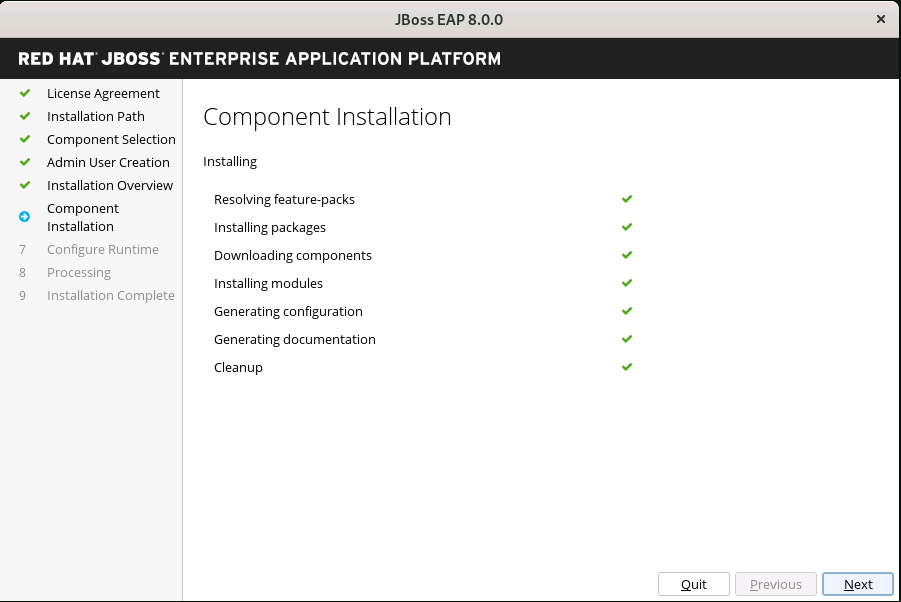 JBoss EAP 8.0.0
RED HAT JBOSS ENTERPRISE APPLICATION PLATFORM
License Agreement
Installation Path
Component Selection
Admin User Creation
Installation Overview
Component
Installation
7 Configure Runtime
8 Processing
9 Installation Complete
Component Installation
Installing
Resolving feature-packs
Installing packages
Downloading components
Installing modules
Generating configuration
Generating documentation
Cleanup
Quit Previous Next